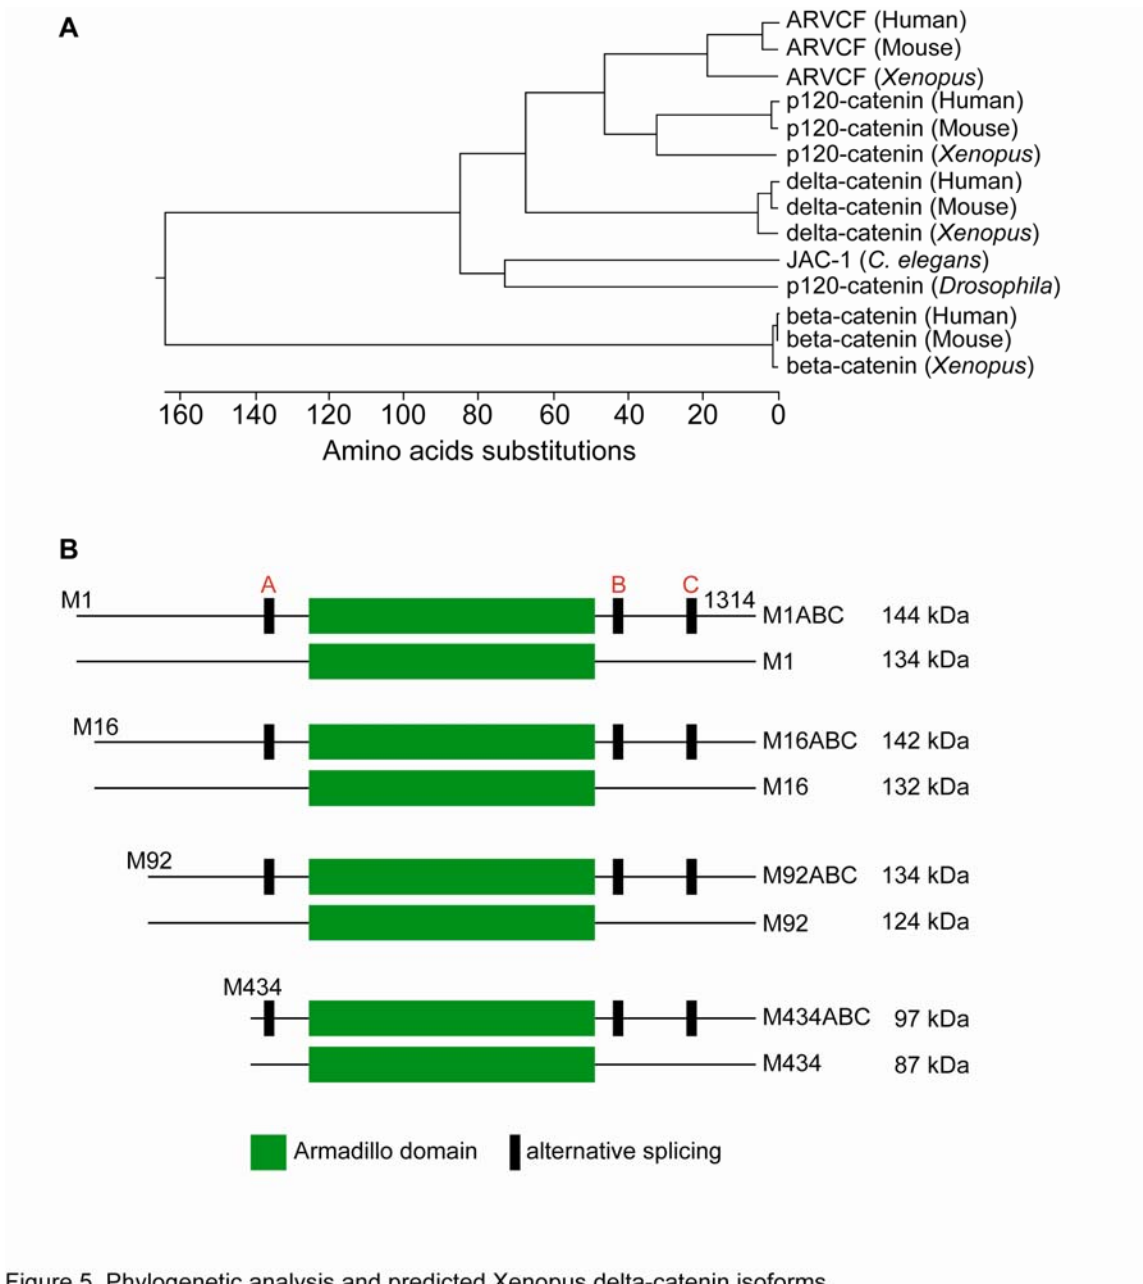 A
ARVCF (Human)
ARVCF (Mouse)
ARVCF (Xenopus)
p120-catenin (Human)
p120-catenin (Mouse)
p120-catenin (Xenopus)
delta-catenin (Human)
delta-catenin (Mouse)
delta-catenin (Xenopus)
JAC-1 (C. elegans)
p120-catenin (Drosophila)
beta-catenin (Human)
beta-catenin (Mouse)
beta-catenin (Xenopus)
160 140 120 100 80 60 40 20 0
Amino acids substitutions
B
A B C
M1 1314
M1ABC 144 kDa
M1 134 kDa
M16
M16ABC 142 kDa
M16 132 kDa
M92
M92ABC 134 kDa
M92 124 kDa
M434
M434ABC 97 kDa
M434 87 kDa
Armadillo domain alternative splicing
Figure 5. Phylogenetic analysis and predicted Xenopus delta-catenin isoforms